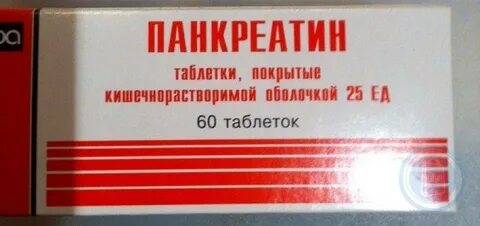 ПАНКРЕАТИН
таблетки, покрытые
кишечнорастворимой оболочкой 25 ЕД
60 таблеток